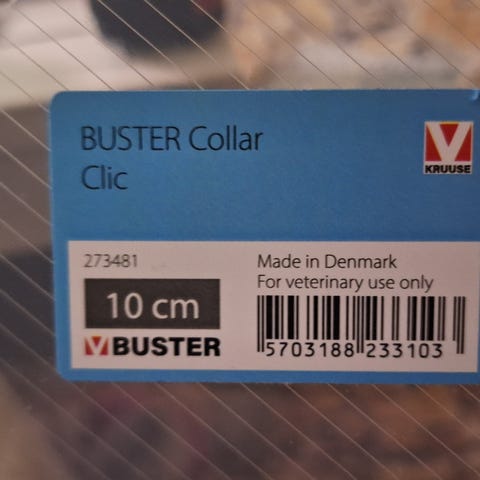 BUSTER Collar
Clic
KRUUSE
273481
10 cm
BUSTER
Made in Denmark
For veterinary use only
5703188 233103